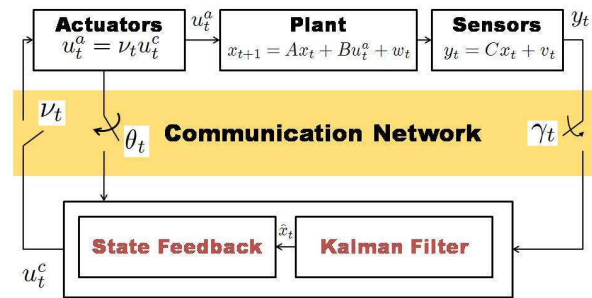 Actuators
u_t^a = ν_t u_t^c
u_t^a
Plant
x_{t+1} = Ax_t + Bu_t^a + w_t
Sensors
y_t = Cx_t + v_t
y_t
ν_t
θ_t
Communication Network
γ_t
State Feedback
x̂_t
Kalman Filter
u_t^c